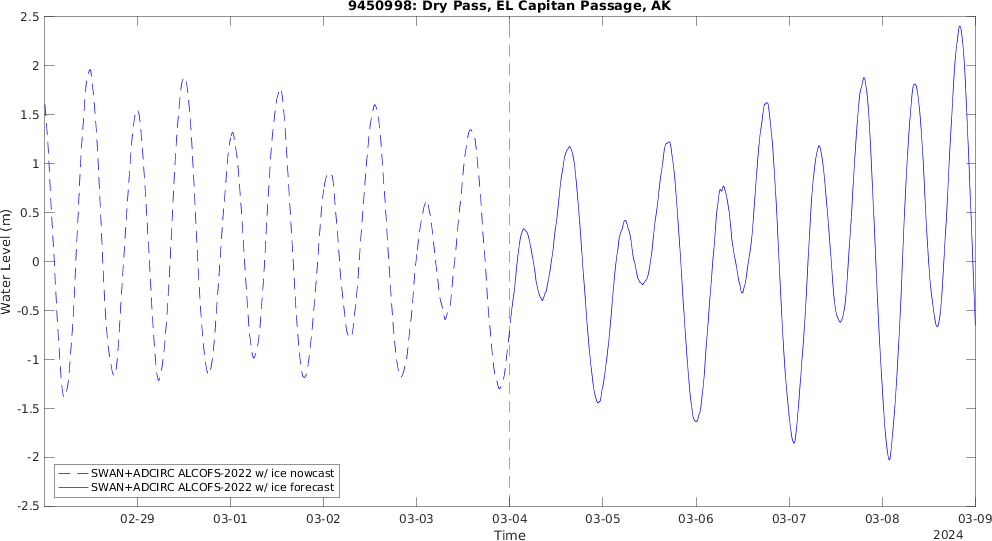 9450998: Dry Pass, EL Capitan Passage, AK
2.5
2
1.5
1
0.5
0
-0.5
-1
-1.5
-2
-2.5
Water Level (m)
SWAN+ADCIRC ALCOFS-2022 w/ ice nowcast
SWAN+ADCIRC ALCOFS-2022 w/ ice forecast
02-29 03-01 03-02 03-03 03-04 03-05 03-06 03-07 03-08 03-09
Time
2024